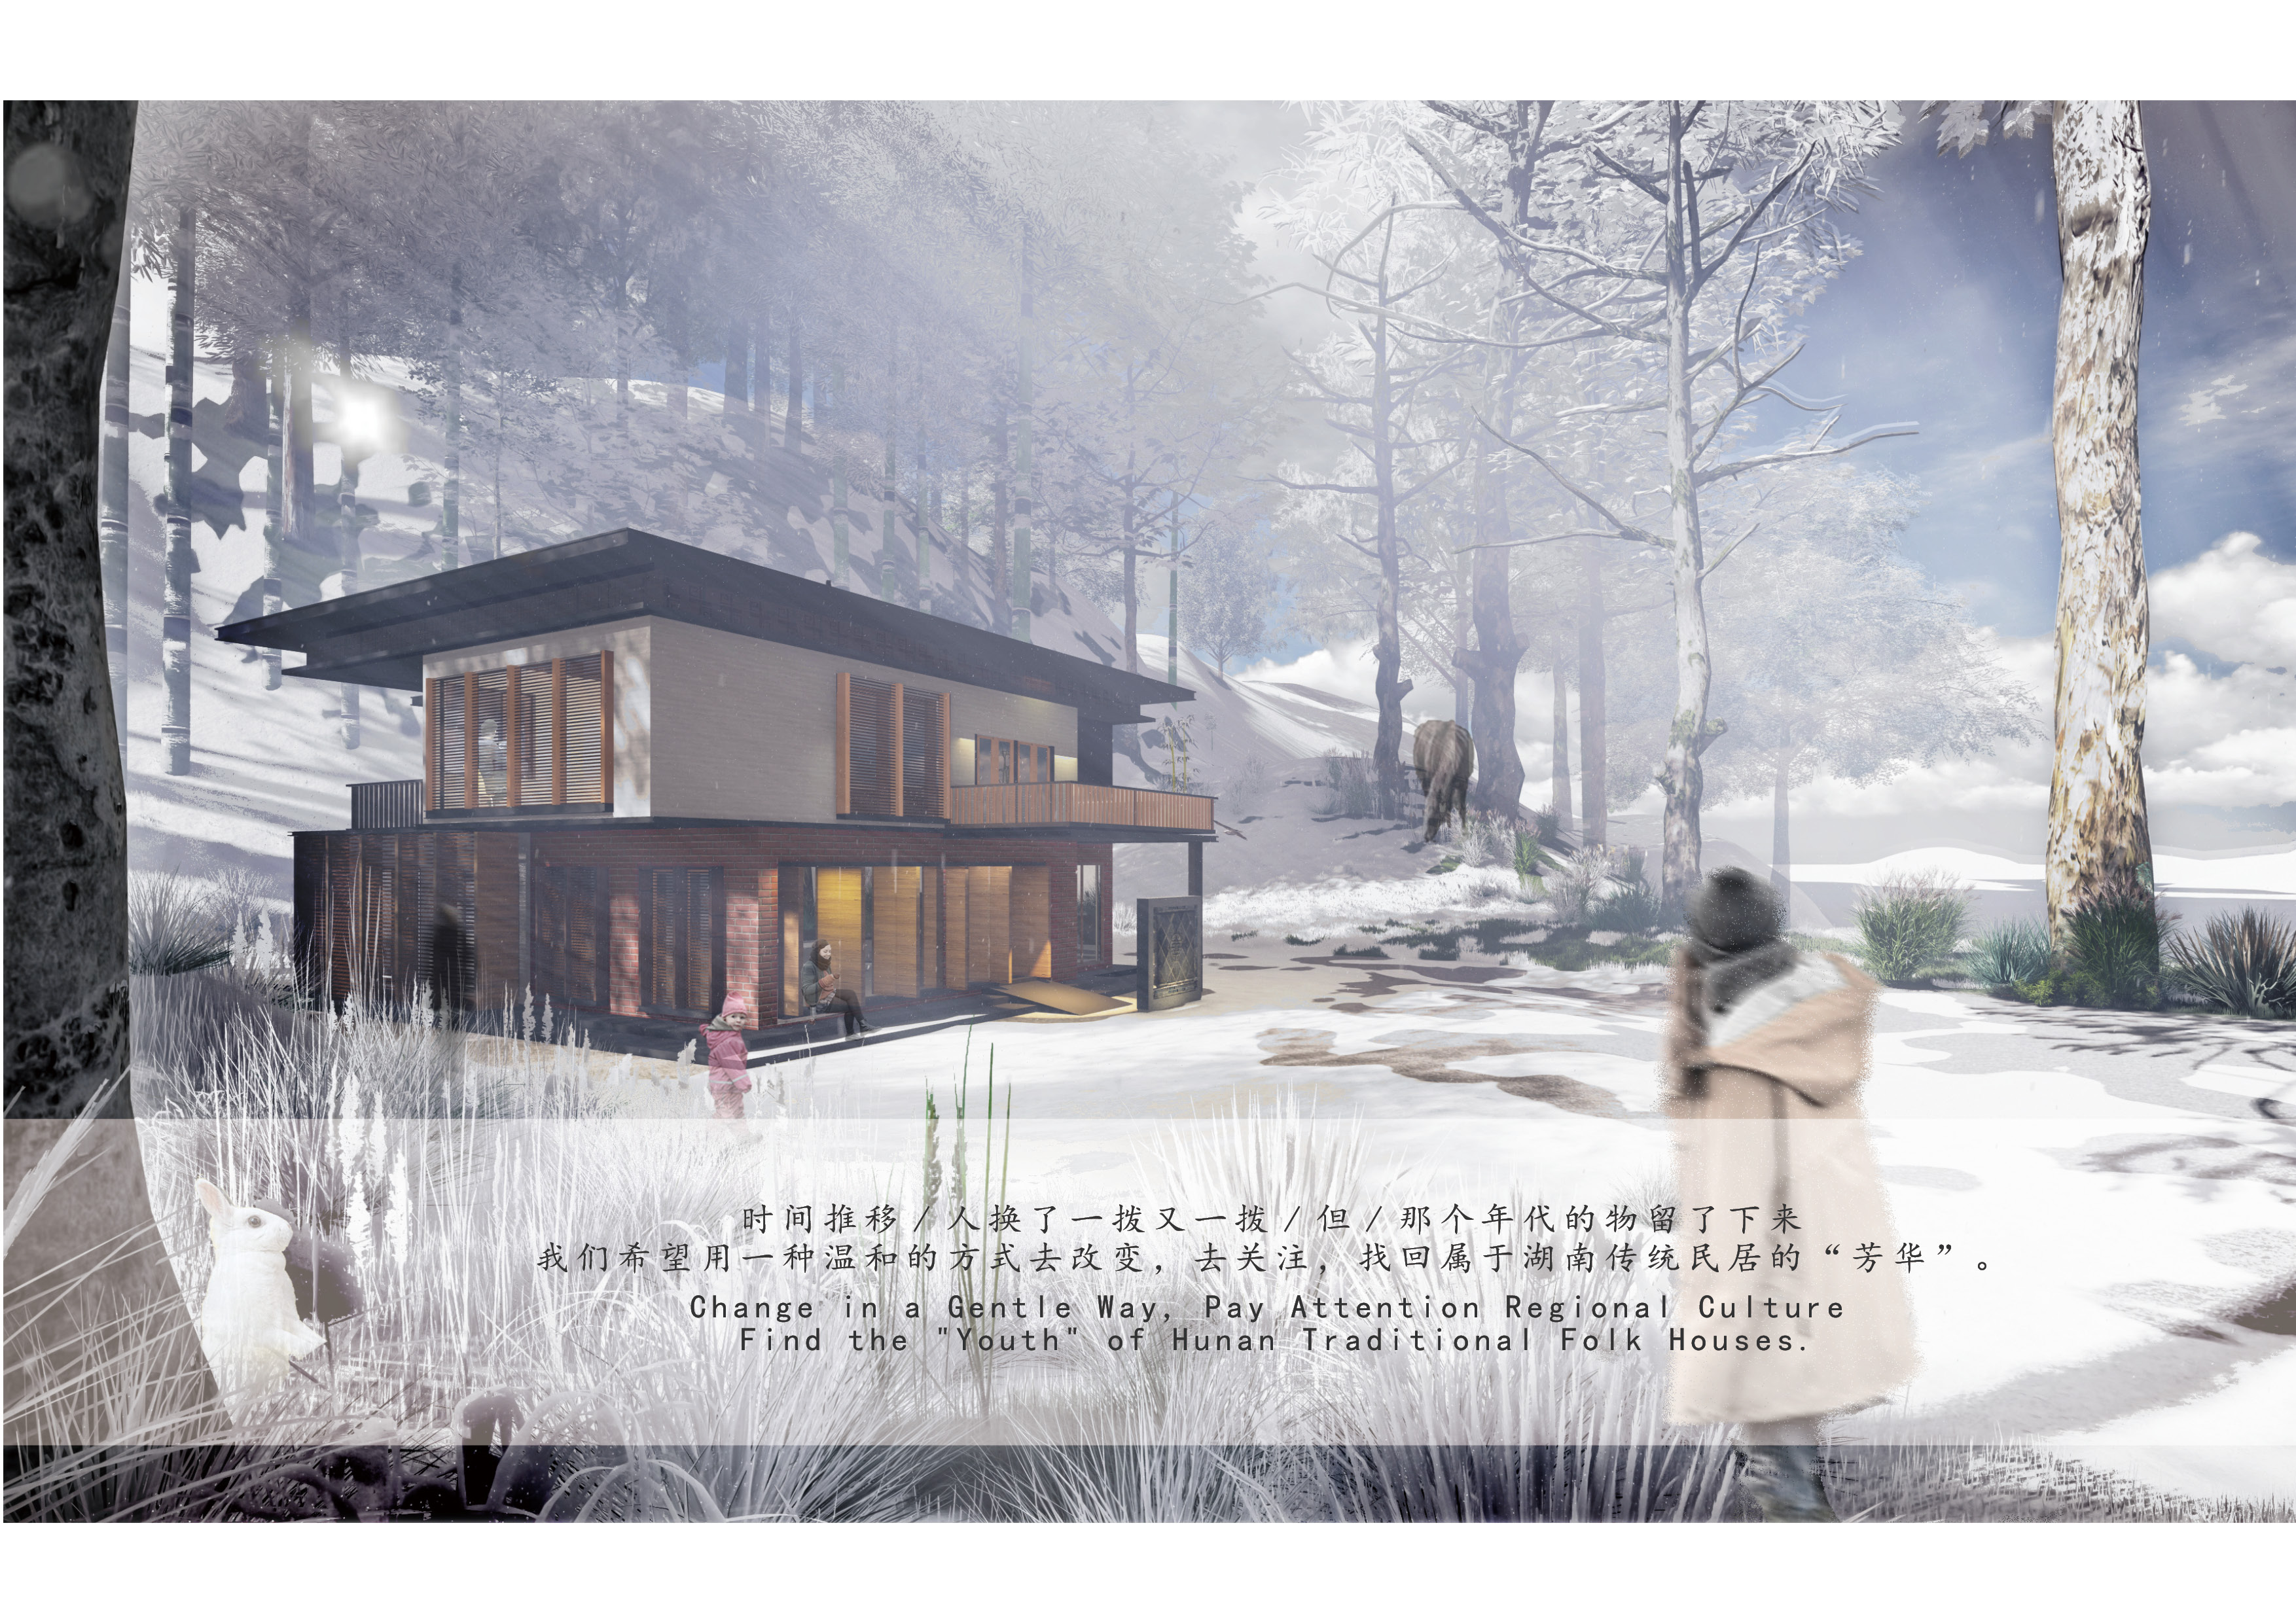 时间推移/人换了一拨又一拨/但/那个年代的物留了下来
我们希望用一种温和的方式去改变，去关注，找回属于湖南传统民居的“芳华”。
Change in a Gentle Way, Pay Attention Regional Culture
Find the "Youth" of Hunan Traditional Folk Houses.